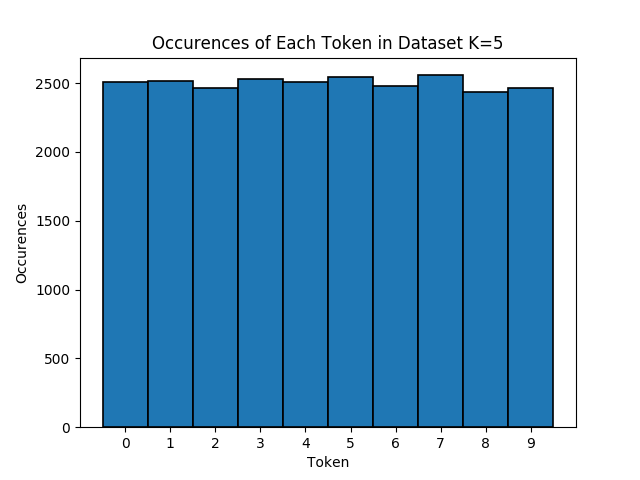 Occurences of Each Token in Dataset K=5
2500
2000
1500
1000
500
0
Occurences
0 1 2 3 4 5 6 7 8 9
Token